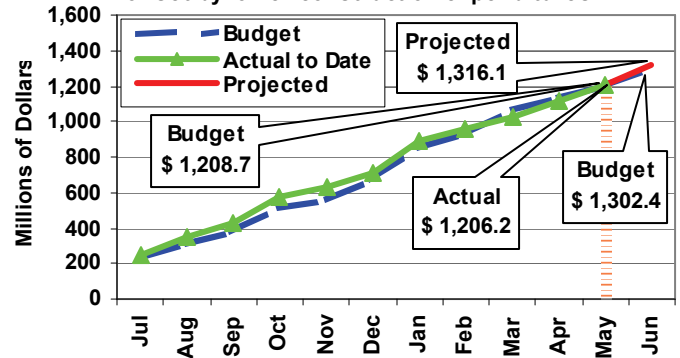 1,600
1,400
1,200
1,000
800
600
400
200
0
Millions of Dollars
Budget
Actual to Date
Projected
Projected
$ 1,316.1
Budget
$ 1,208.7
Actual
$ 1,206.2
Budget
$ 1,302.4
Jul
Aug
Sep
Oct
Nov
Dec
Jan
Feb
Mar
Apr
May
Jun